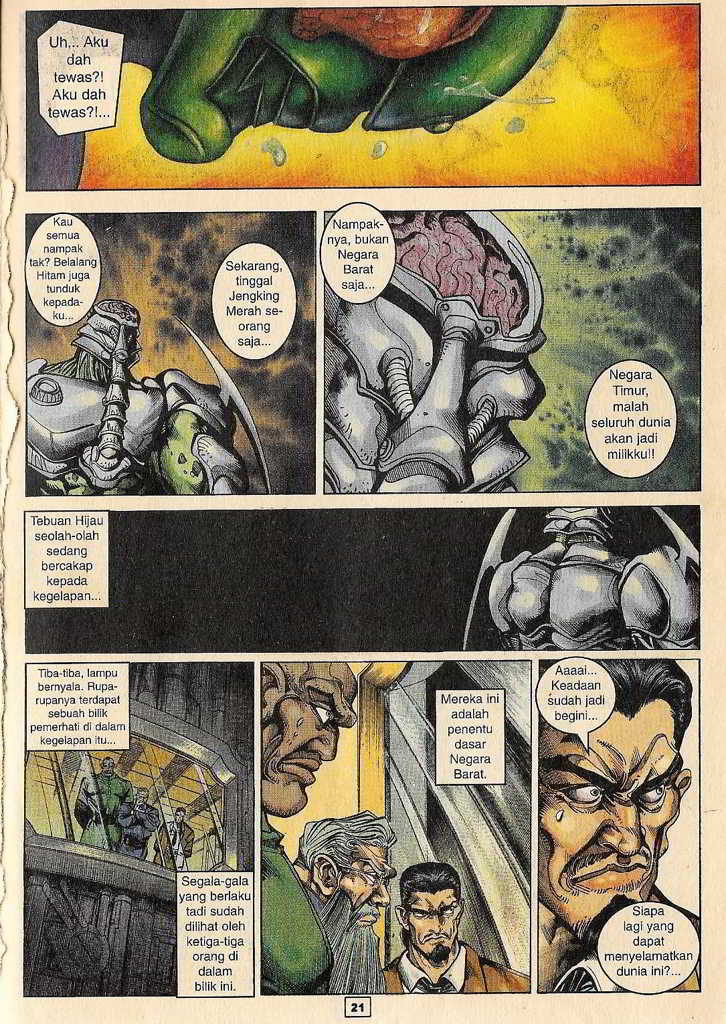 Uh... Aku
dah
tewas?!
Aku dah
tewas?!...
Kau
semua
nampak
tak? Belalang
Hitam juga
tunduk
kepada-
ku...
Sekarang,
tinggal
Jengking
Merah se-
orang
saja...
Nampak-
nya, bukan
Negara
Barat
saja...
Negara
Timur,
malah
seluruh dunia
akan jadi
milikku!!
Tebuan Hijau
seolah-olah
sedang
bercakap
kepada
kegelapan...
Tiba-tiba, lampu
bernyala. Rupa-
rupanya terdapat
sebuah bilik
pemerhati di dalam
kegelapan itu...
Segala-gala
yang berlaku
tadi sudah
dilihat oleh
ketiga-tiga
orang di
dalam
bilik ini.
Mereka ini
adalah
penentu
dasar
Negara
Barat.
Aaaai...
Keadaan
sudah jadi
begini...
Siapa
lagi yang
dapat
menyelamatkan
dunia ini?...
21